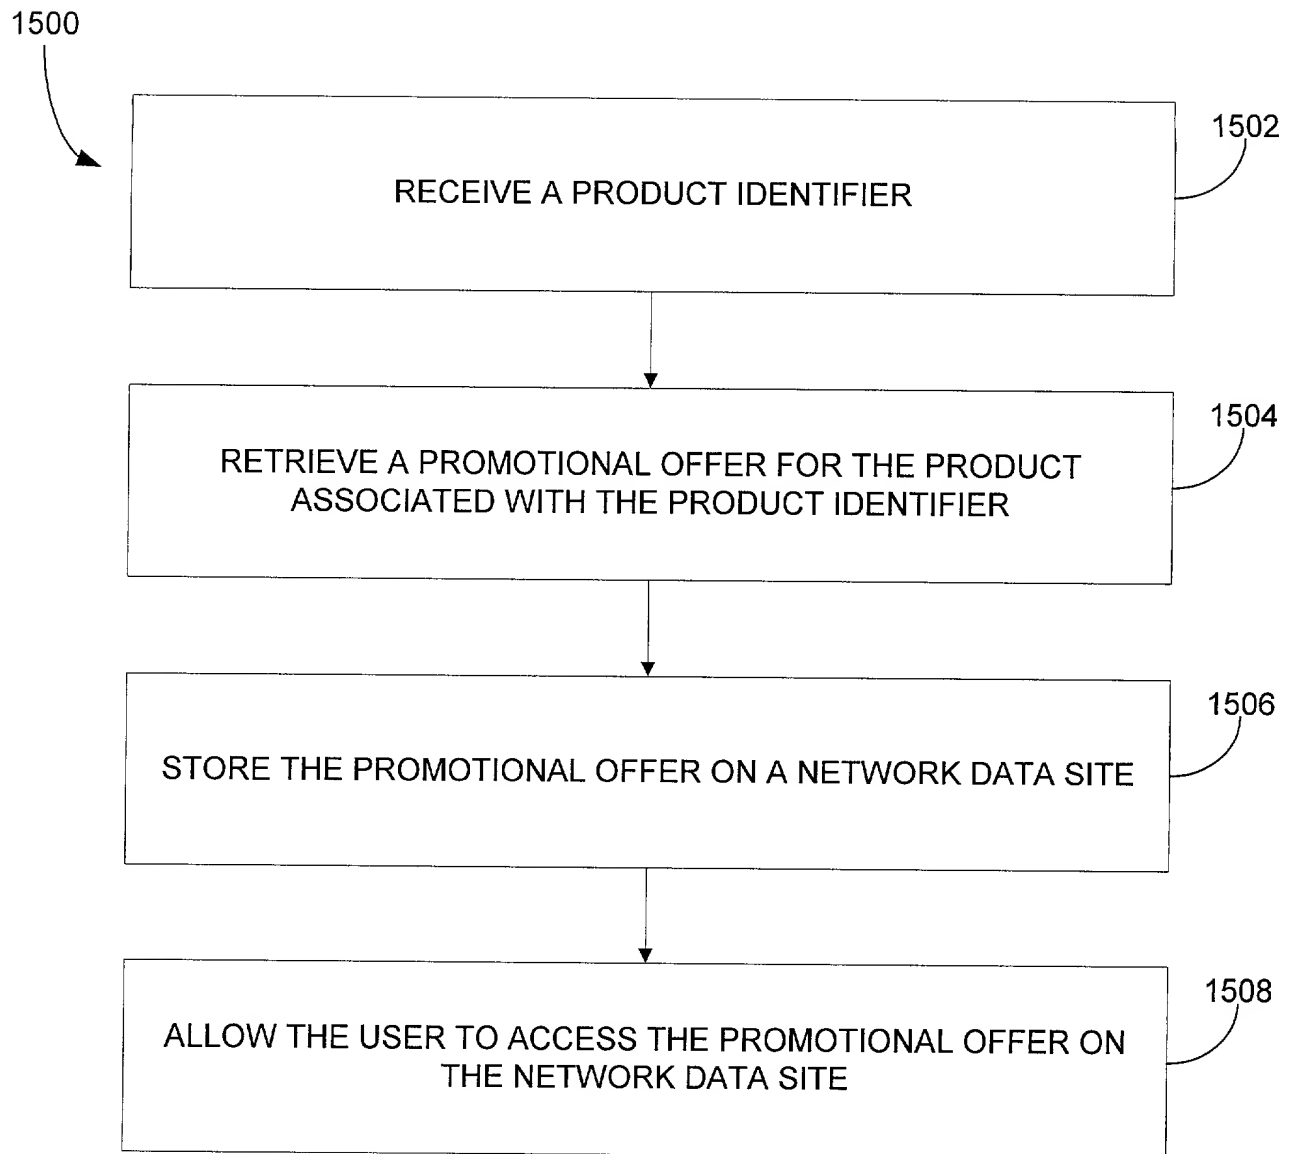 1500
1502
RECEIVE A PRODUCT IDENTIFIER
1504
RETRIEVE A PROMOTIONAL OFFER FOR THE PRODUCT
ASSOCIATED WITH THE PRODUCT IDENTIFIER
1506
STORE THE PROMOTIONAL OFFER ON A NETWORK DATA SITE
1508
ALLOW THE USER TO ACCESS THE PROMOTIONAL OFFER ON
THE NETWORK DATA SITE